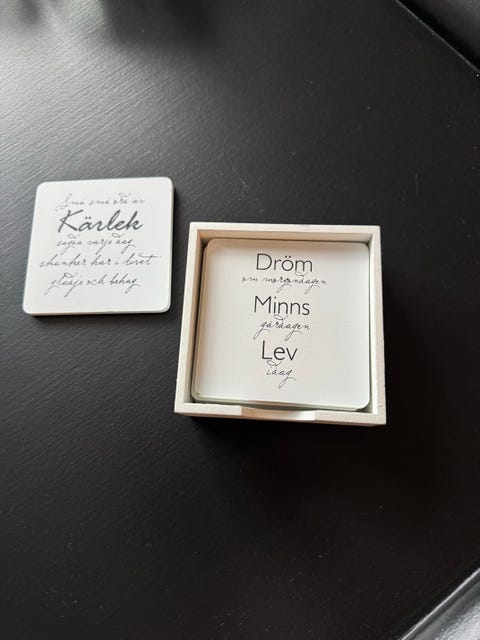 Små små ord av
Kärlek
sagda varje dag
skänker har i livet
glädje och behag
Dröm
om morgondagen
Minns
gårdagen
Lev
idag